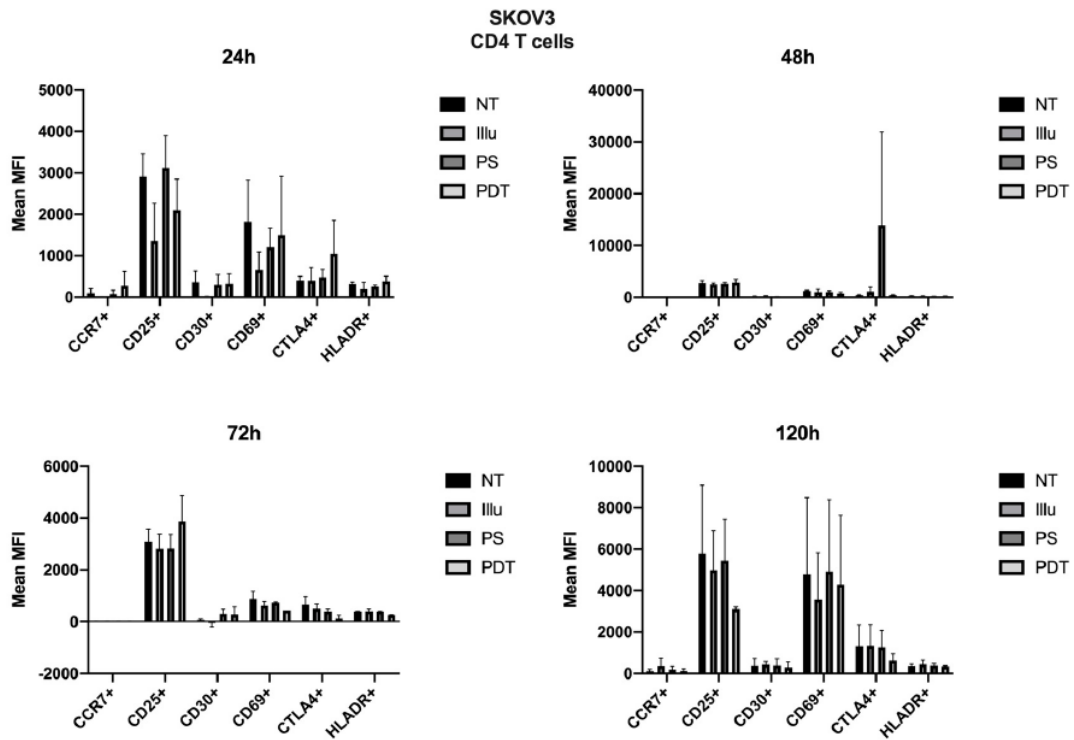 SKOV3
CD4 T cells
24h
5000
4000
3000
2000
1000
0
Mean MFI
CCR7+
CD25+
CD30+
CD69+
CTLA4+
HLADR+
NT
Illu
PS
PDT
48h
40000
30000
20000
10000
0
Mean MFI
CCR7+
CD25+
CD30+
CD69+
CTLA4+
HLADR+
NT
Illu
PS
PDT
72h
6000
4000
2000
0
-2000
Mean MFI
CCR7+
CD25+
CD30+
CD69+
CTLA4+
HLADR+
NT
Illu
PS
PDT
120h
10000
8000
6000
4000
2000
0
Mean MFI
CCR7+
CD25+
CD30+
CD69+
CTLA4+
HLADR+
NT
Illu
PS
PDT